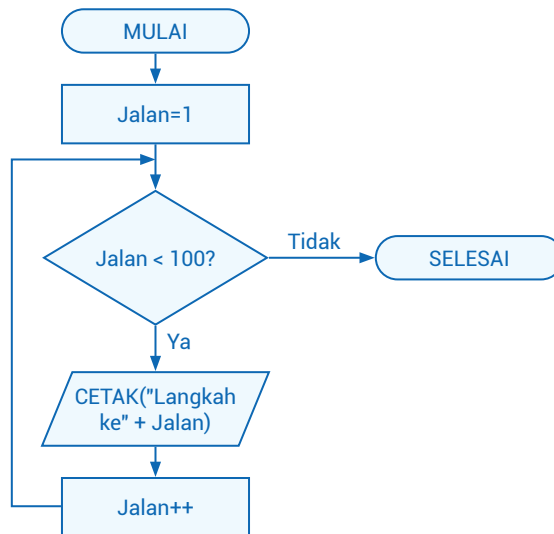 MULAI
Jalan=1
Jalan < 100?
Tidak
SELESAI
Ya
CETAK("Langkah
ke" + Jalan)
Jalan++